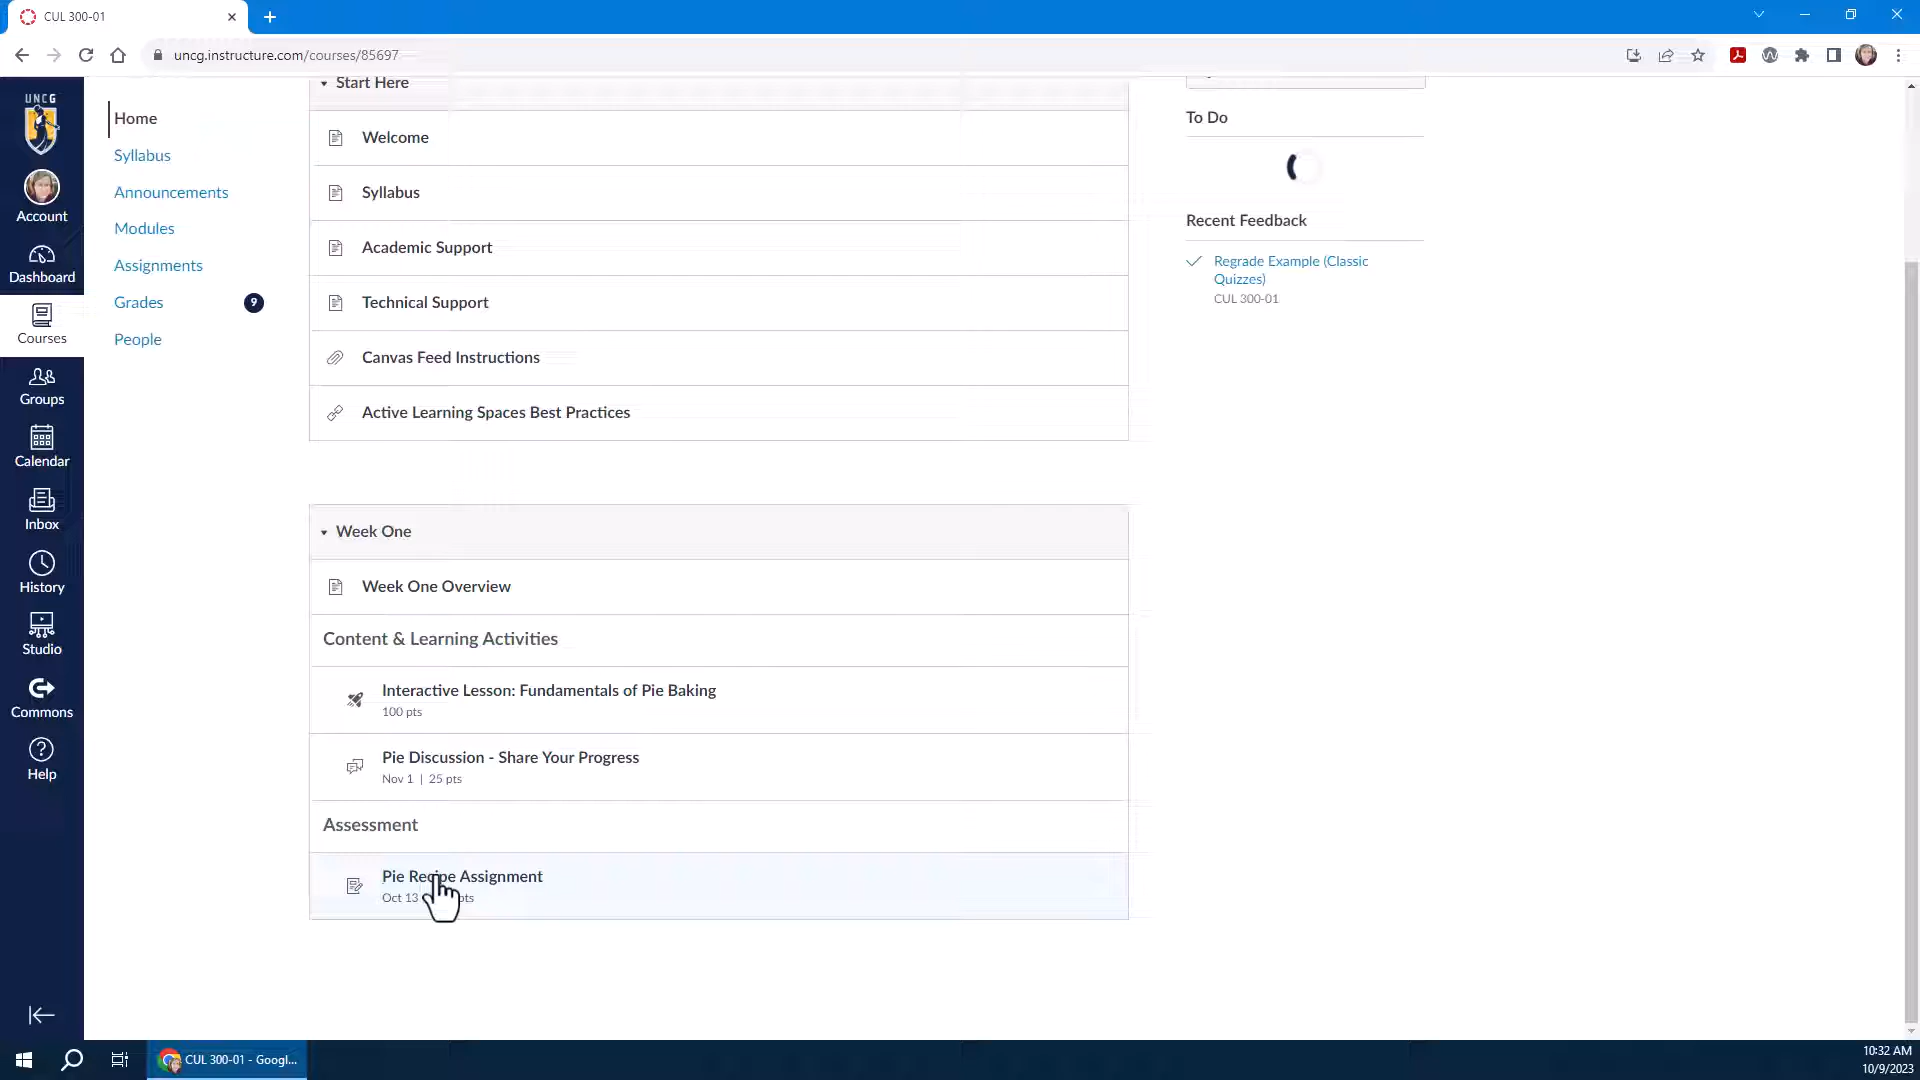 CUL 300-01
uncg.instructure.com/courses/85697
UNCG
Account
Dashboard
Courses
Groups
Calendar
Inbox
History
Studio
Commons
Help
Home
Syllabus
Announcements
Modules
Assignments
Grades
9
People
Start Here
Welcome
Syllabus
Academic Support
Technical Support
Canvas Feed Instructions
Active Learning Spaces Best Practices
Week One
Week One Overview
Content & Learning Activities
Interactive Lesson: Fundamentals of Pie Baking
100 pts
Pie Discussion - Share Your Progress
Nov 1 | 25 pts
Assessment
Pie Recipe Assignment
Oct 13 pts
To Do
Recent Feedback
Regrade Example (Classic
Quizzes)
CUL 300-01
CUL 300-01 - Googl...
10:32 AM
10/9/2023